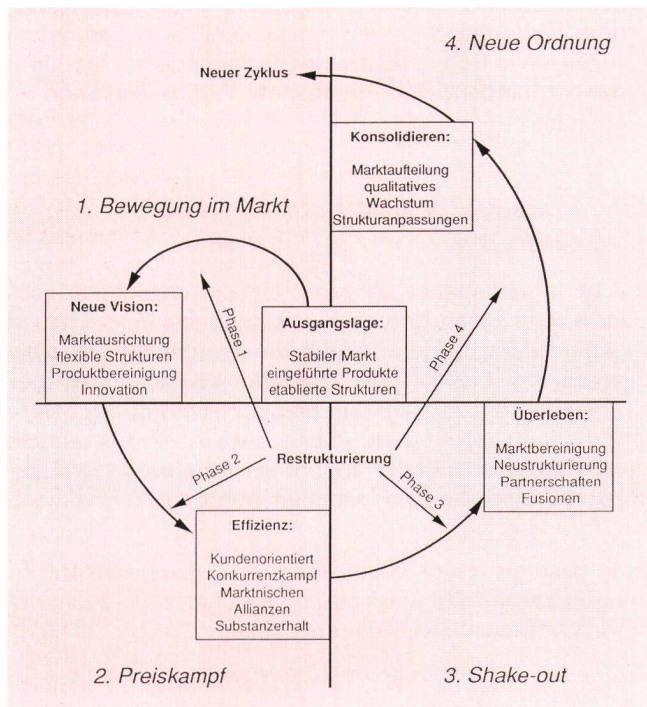 4. Neue Ordnung
Neuer Zyklus
Konsolidieren:
Marktaufteilung
qualitatives
Wachstum
Strukturanpassungen
1. Bewegung im Markt
Neue Vision:
Marktausrichtung
flexible Strukturen
Produktbereinigung
Innovation
Phase 1
Ausgangslage:
Stabiler Markt
eingeführte Produkte
etablierte Strukturen
Phase 4
Überleben:
Marktbereinigung
Neustrukturierung
Partnerschaften
Fusionen
Restrukturierung
Phase 2
Phase 3
Effizienz:
Kundenorientiert
Konkurrenzkampf
Marktnischen
Allianzen
Substanzerhalt
2. Preiskampf
3. Shake-out